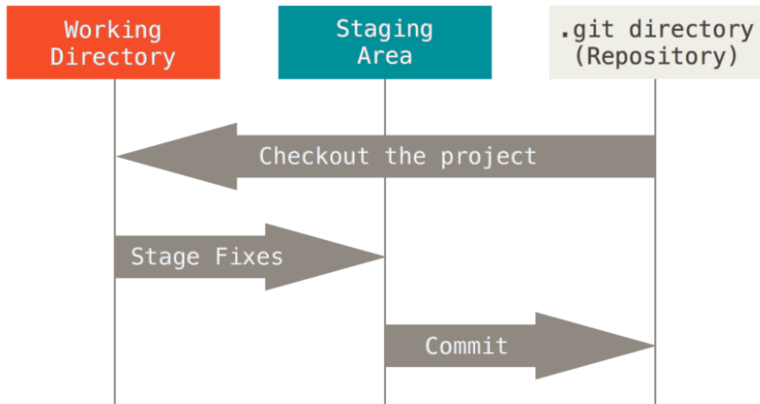 Working
Directory
Staging
Area
.git directory
(Repository)
Checkout the project
Stage Fixes
Commit